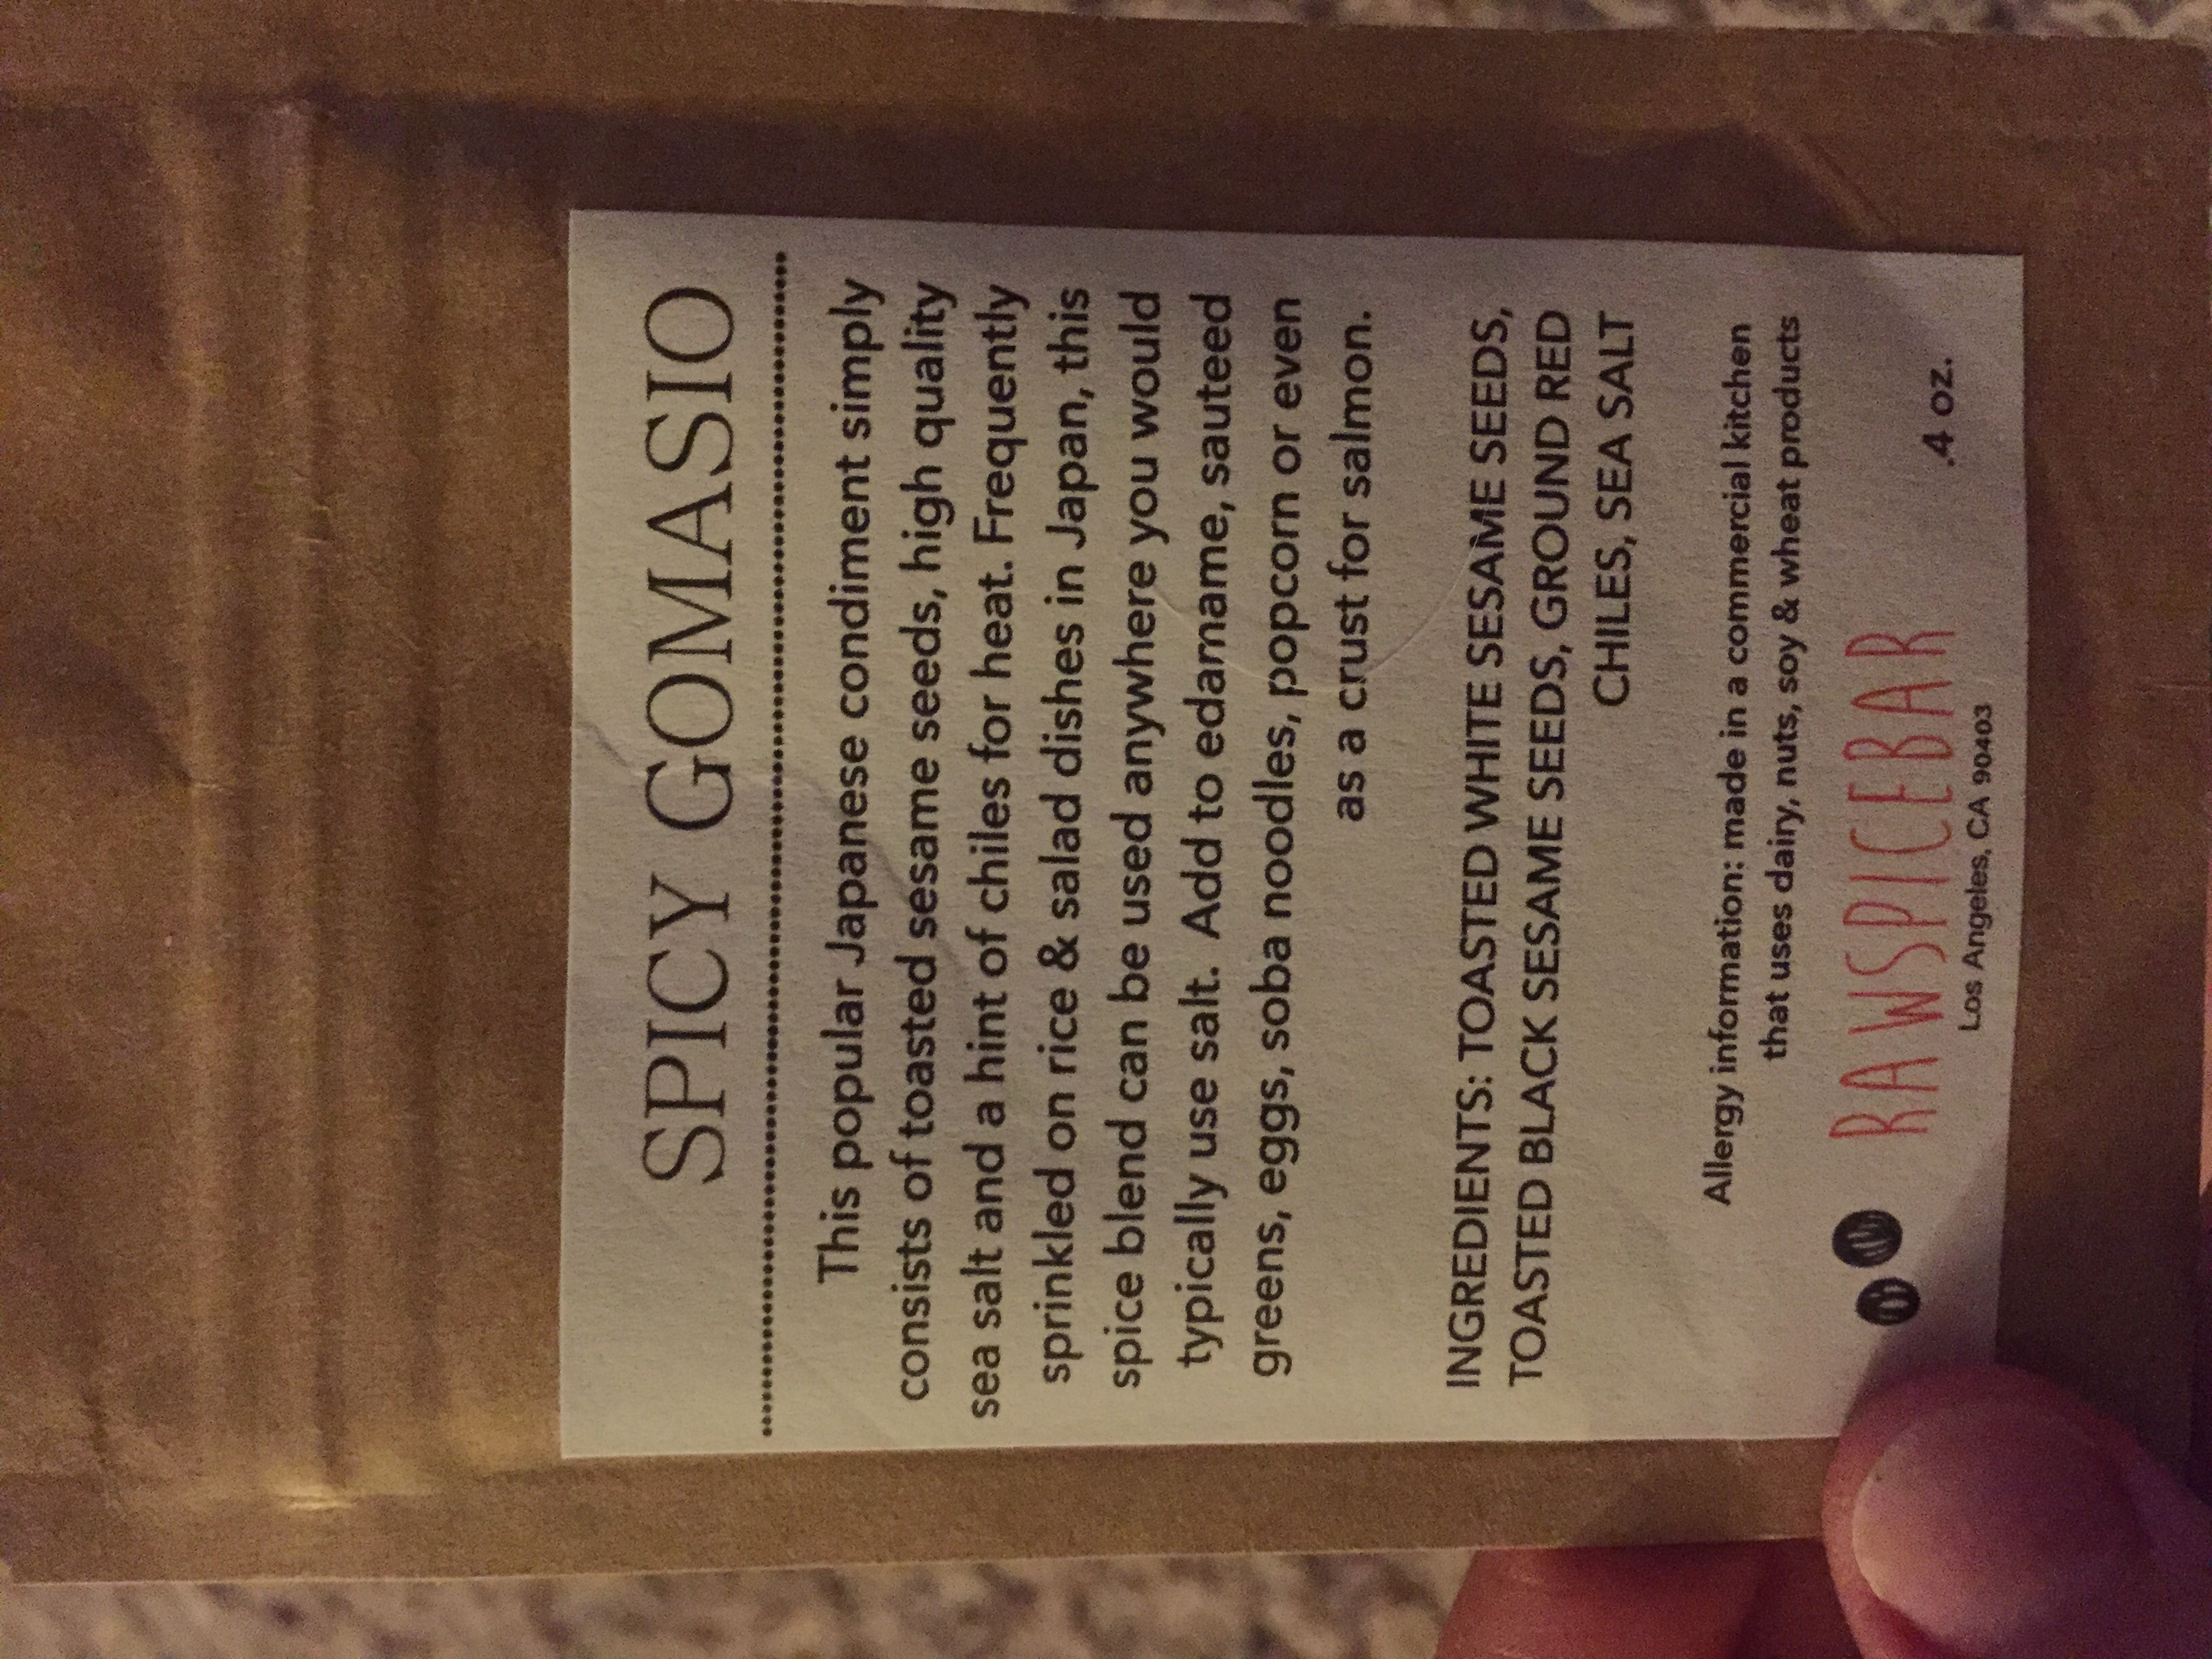 SPICY GOMASIO
This popular Japanese condiment simply
consists of toasted sesame seeds, high quality
sea salt and a hint of chiles for heat. Frequently
sprinkled on rice & salad dishes in Japan, this
spice blend can be used anywhere you would
typically use salt. Add to edamame, sauteed
greens, eggs, soba noodles, popcorn or even
as a crust for salmon.
INGREDIENTS: TOASTED WHITE SESAME SEEDS,
TOASTED BLACK SESAME SEEDS, GROUND RED
CHILES, SEA SALT
Allergy information: made in a commercial kitchen
that uses dairy, nuts, soy & wheat products
RAWSPICEBAR
.4 oz.
Los Angeles, CA 90403